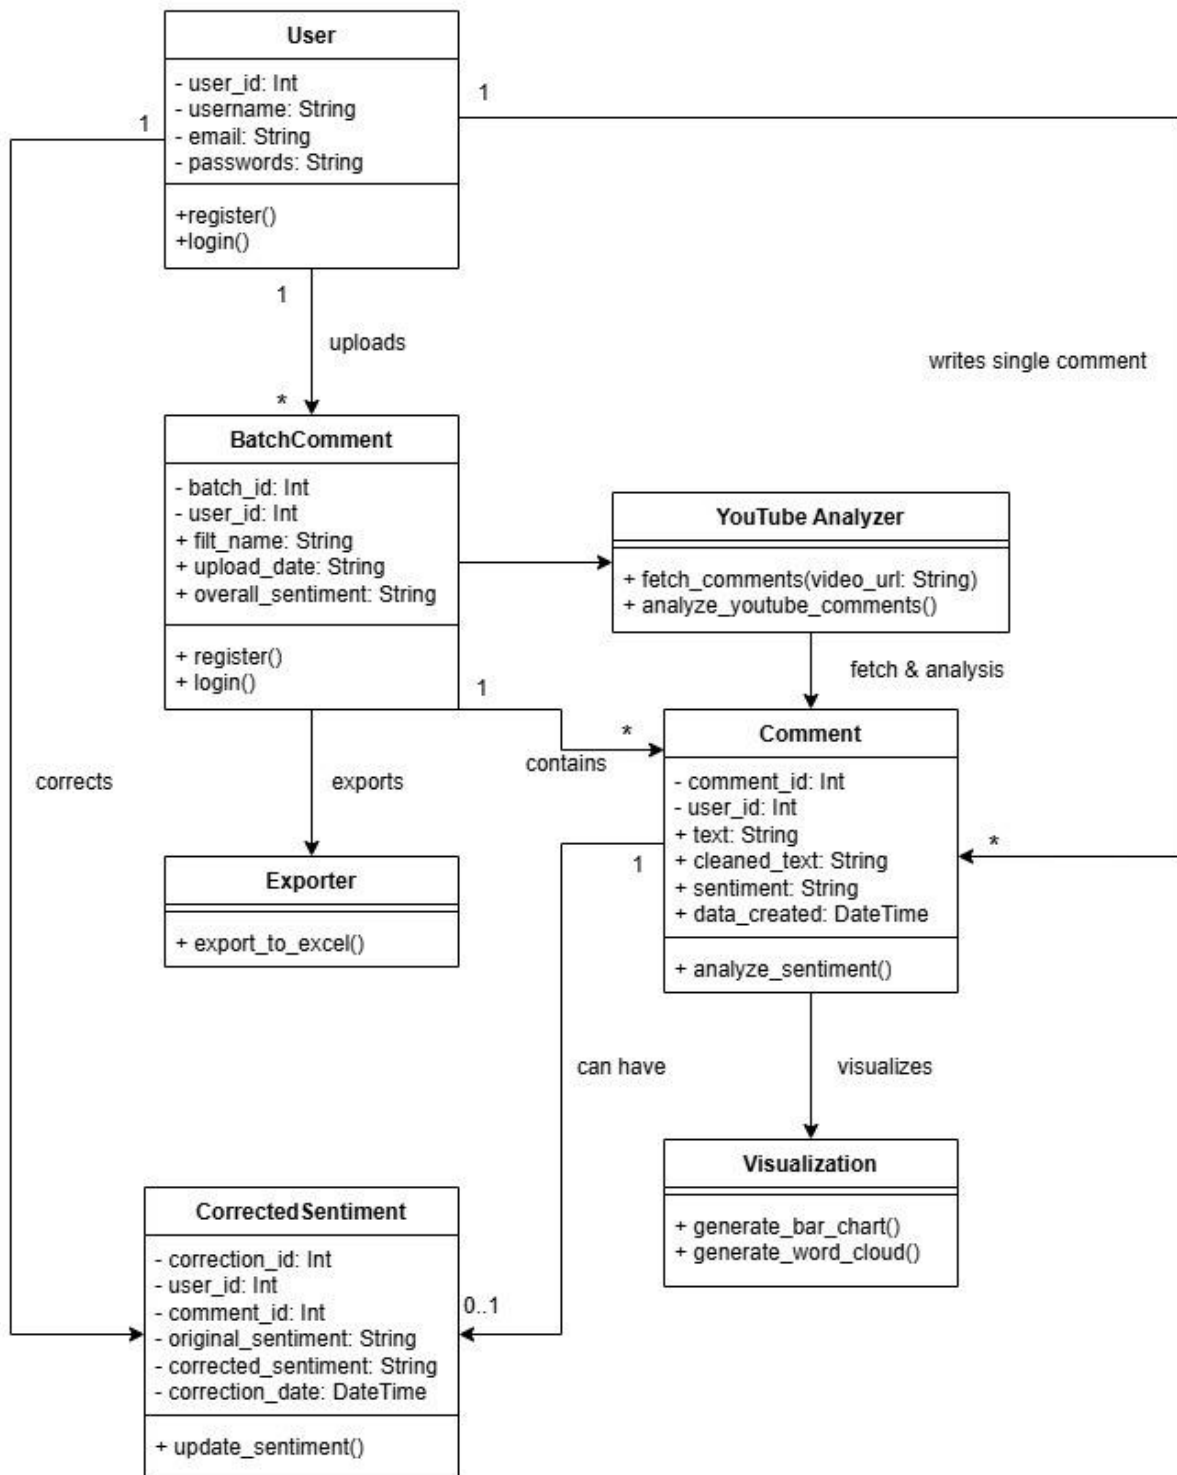 User
- user_id: Int
- username: String
- email: String
- passwords: String
+register()
+login()
1
1
1
uploads
*
writes single comment
BatchComment
- batch_id: Int
- user_id: Int
+ filt_name: String
+ upload_date: String
+ overall_sentiment: String
+ register()
+ login()
YouTube Analyzer
+ fetch_comments(video_url: String)
+ analyze_youtube_comments()
fetch & analysis
1
*
contains
corrects
exports
Comment
- comment_id: Int
- user_id: Int
+ text: String
+ cleaned_text: String
+ sentiment: String
+ data_created: DateTime
+ analyze_sentiment()
*
1
Exporter
+ export_to_excel()
can have
visualizes
Visualization
+ generate_bar_chart()
+ generate_word_cloud()
CorrectedSentiment
- correction_id: Int
- user_id: Int
- comment_id: Int
- original_sentiment: String
- corrected_sentiment: String
- correction_date: DateTime
+ update_sentiment()
0..1